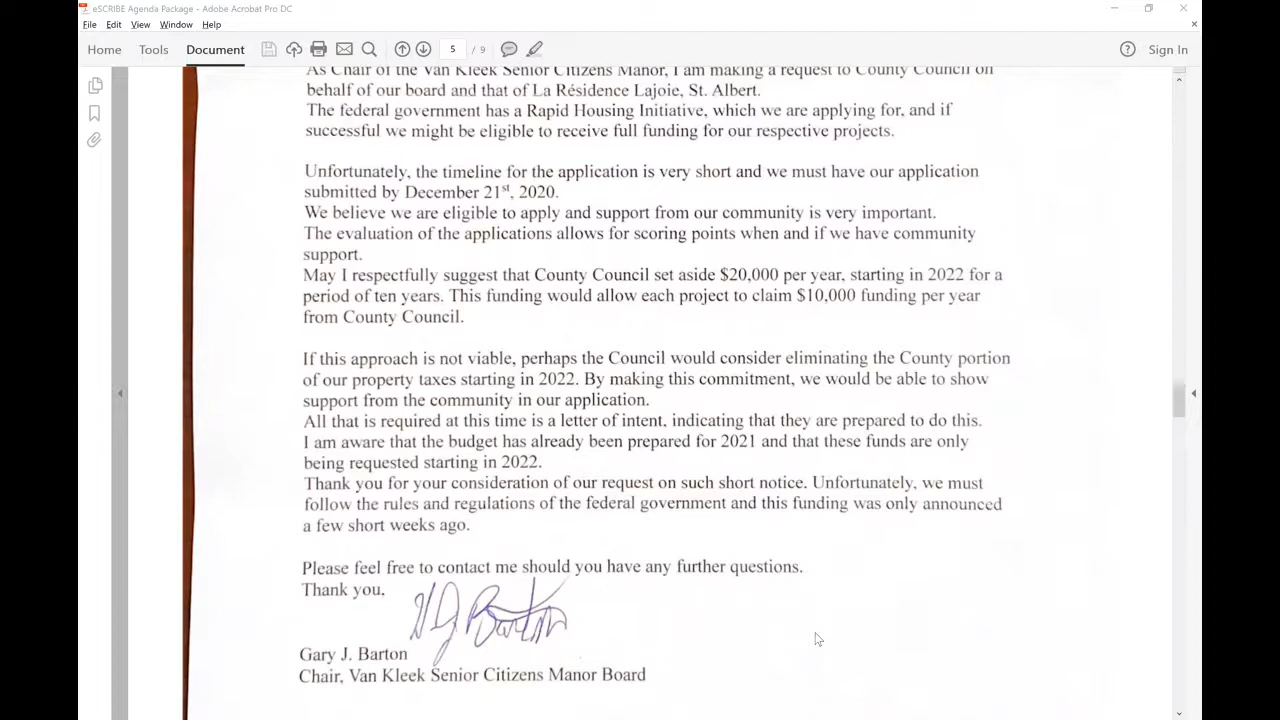 eSCRIBE Agenda Package - Adobe Acrobat Pro DC
File Edit View Window Help
Home Tools Document 5 / 9 Sign In
As Chair of the Van Kleek Senior Citizens Manor, I am making a request to County Council on
behalf of our board and that of La Résidence Lajoie, St. Albert.
The federal government has a Rapid Housing Initiative, which we are applying for, and if
successful we might be eligible to receive full funding for our respective projects.
Unfortunately, the timeline for the application is very short and we must have our application
submitted by December 21st, 2020.
We believe we are eligible to apply and support from our community is very important.
The evaluation of the applications allows for scoring points when and if we have community
support.
May I respectfully suggest that County Council set aside $20,000 per year, starting in 2022 for a
period of ten years. This funding would allow each project to claim $10,000 funding per year
from County Council.
If this approach is not viable, perhaps the Council would consider eliminating the County portion
of our property taxes starting in 2022. By making this commitment, we would be able to show
support from the community in our application.
All that is required at this time is a letter of intent, indicating that they are prepared to do this.
I am aware that the budget has already been prepared for 2021 and that these funds are only
being requested starting in 2022.
Thank you for your consideration of our request on such short notice. Unfortunately, we must
follow the rules and regulations of the federal government and this funding was only announced
a few short weeks ago.
Please feel free to contact me should you have any further questions.
Thank you.
Gary J. Barton
Chair, Van Kleek Senior Citizens Manor Board